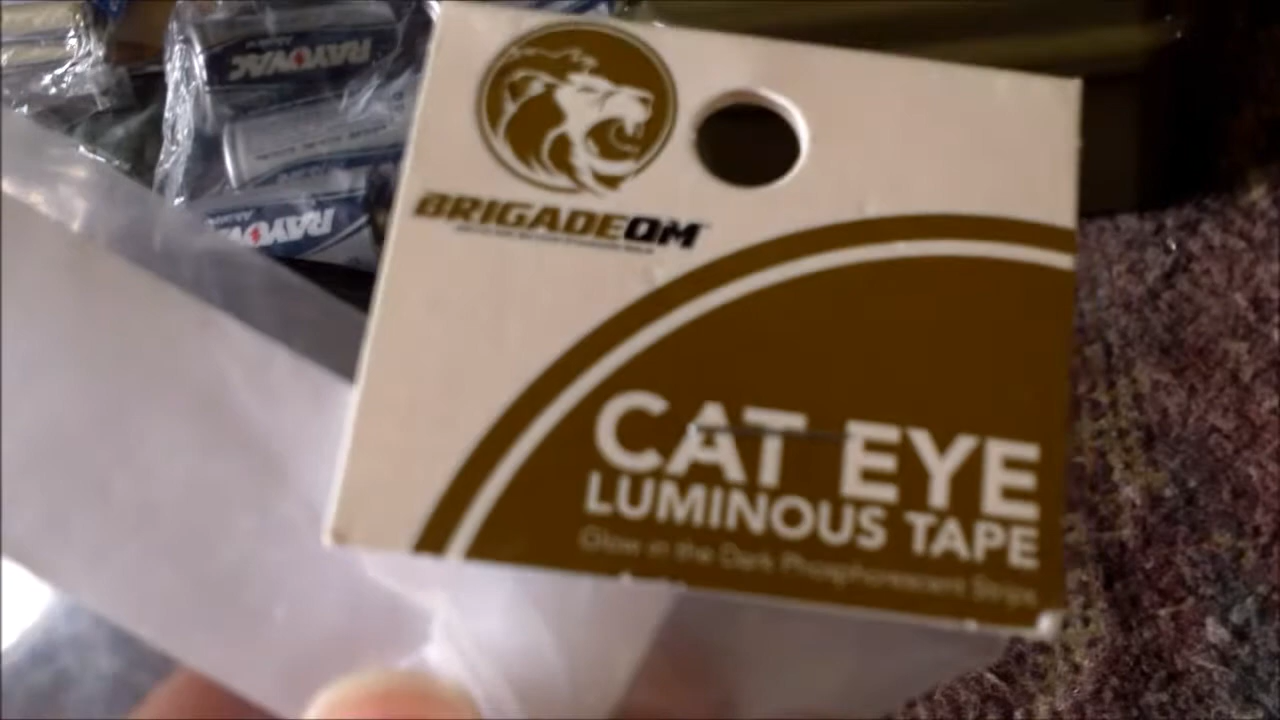 RAYOVAC
RAYOVAC
BRIGADEQM
CAT EYE
LUMINOUS TAPE
Glow in the Dark Phosphorescent Strips